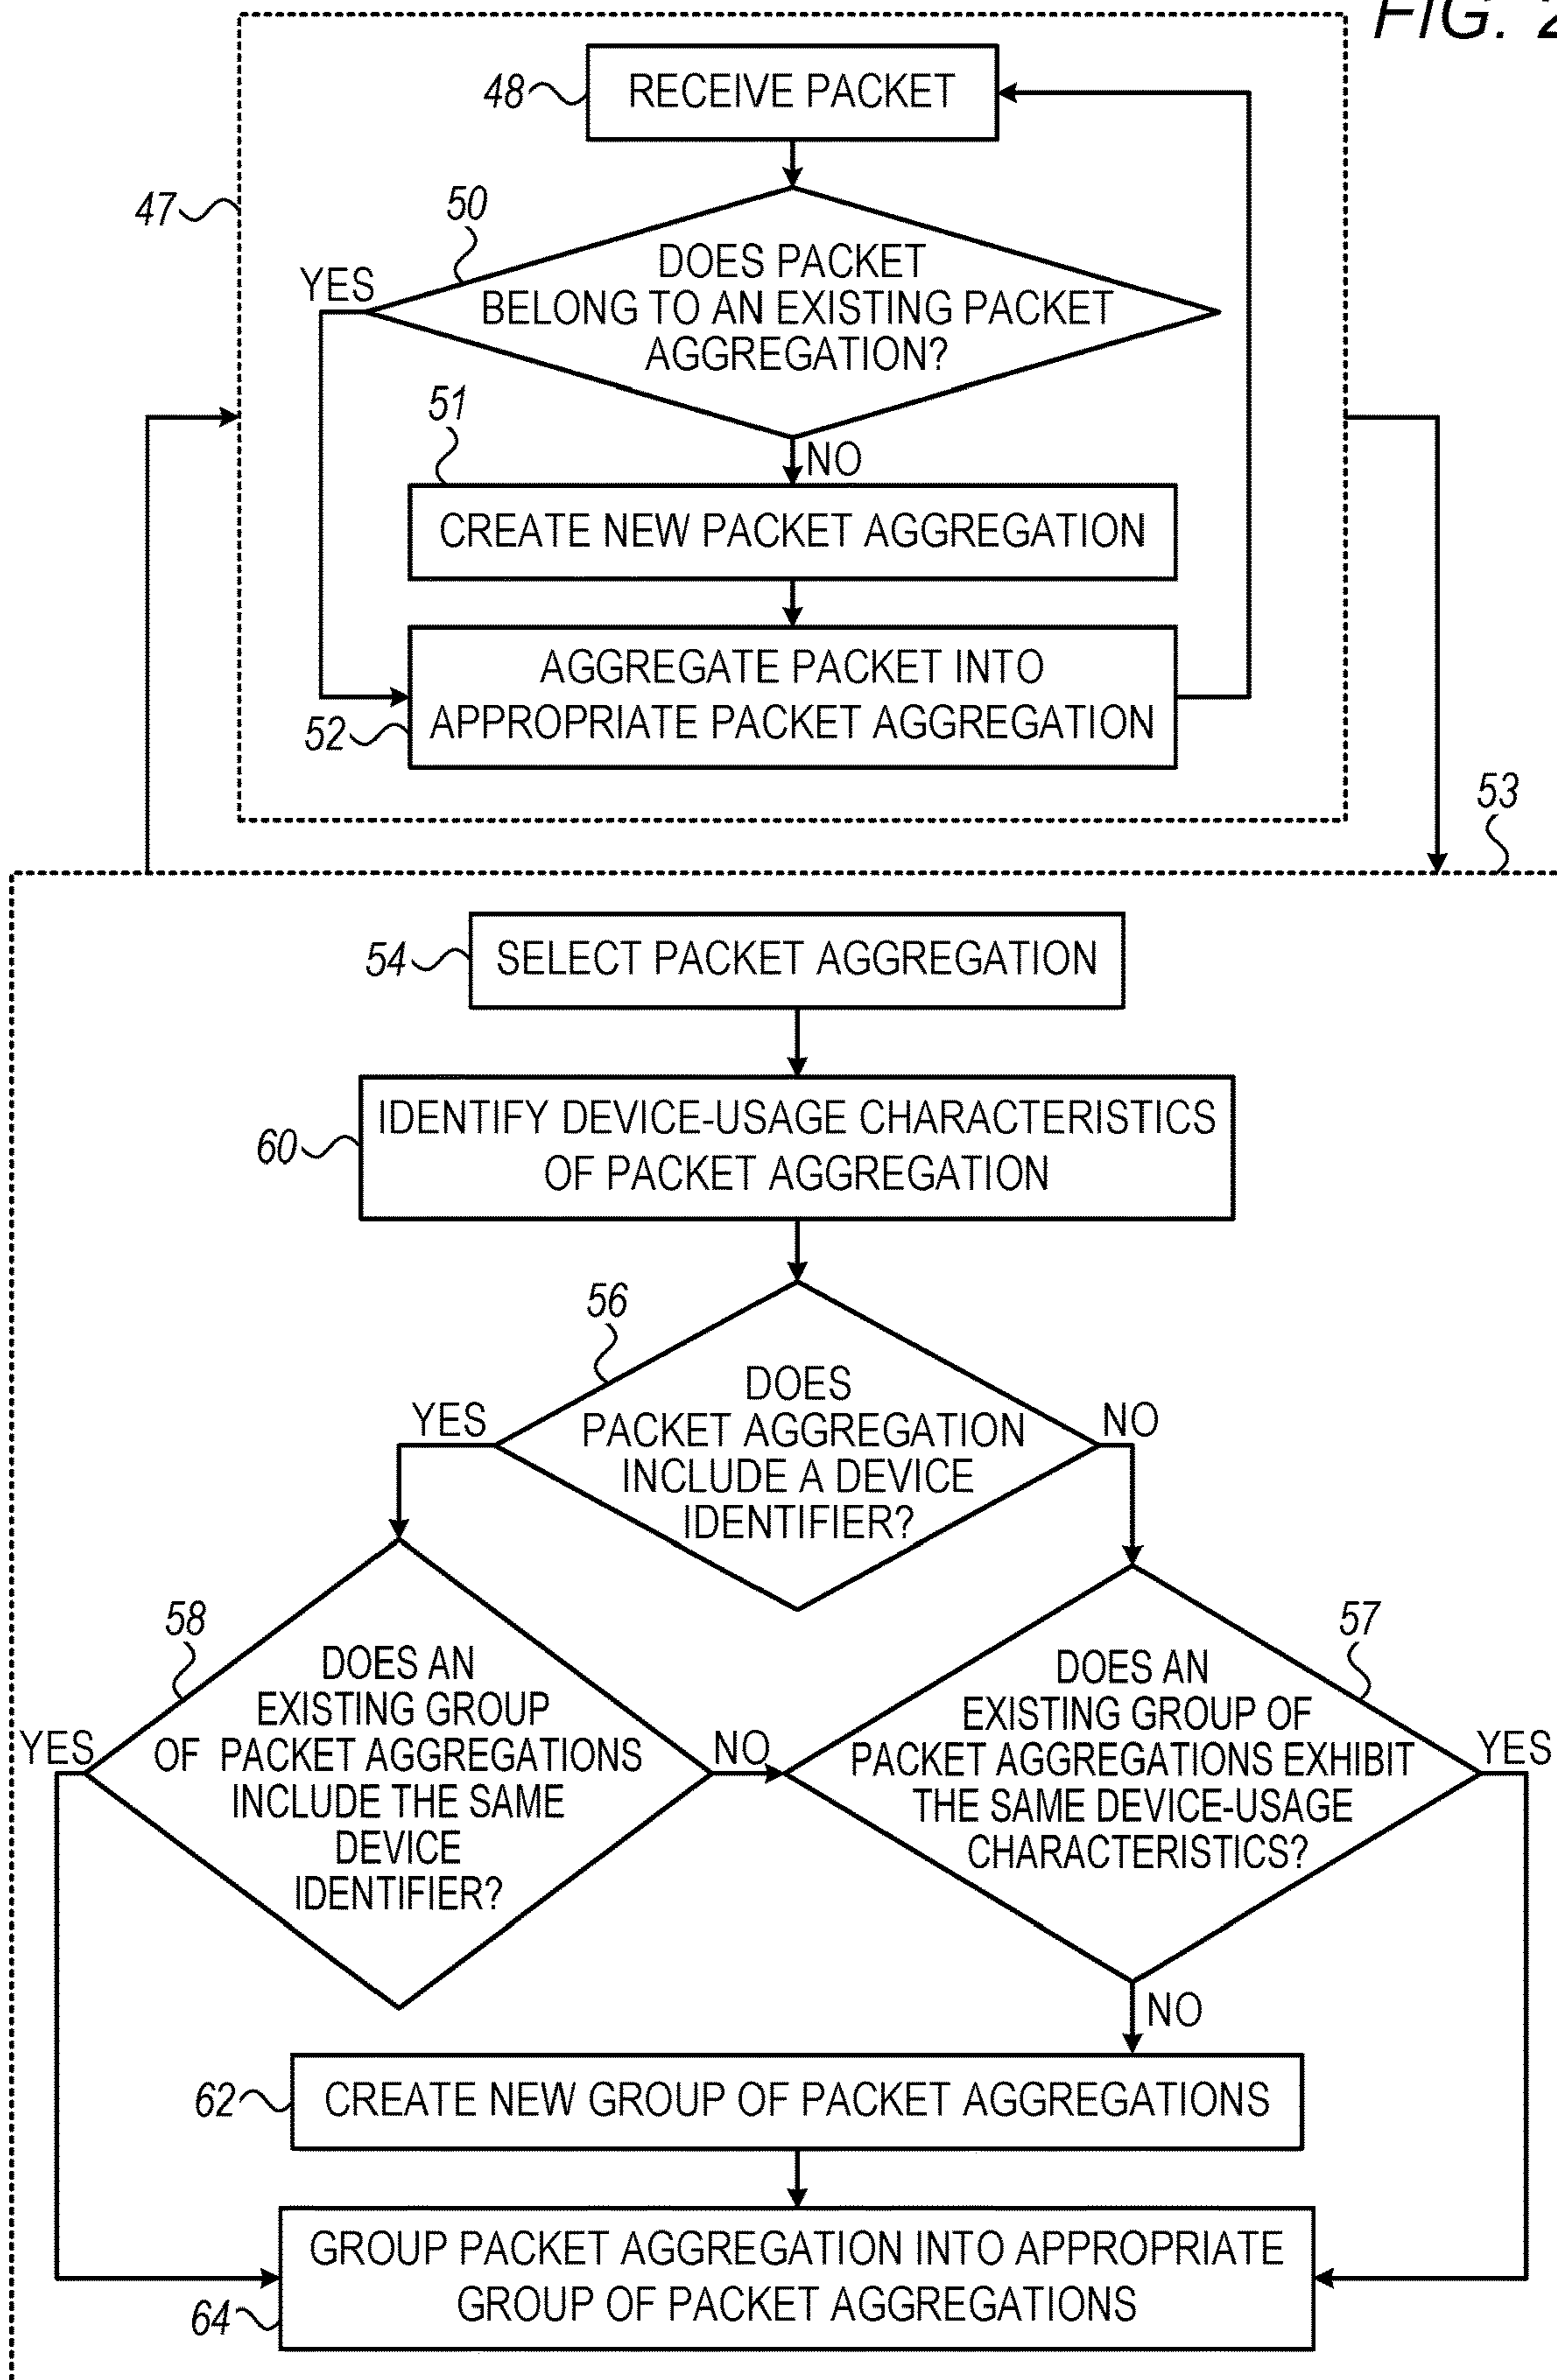 FIG. 2
48
RECEIVE PACKET
47
50
YES
DOES PACKET
BELONG TO AN EXISTING PACKET
AGGREGATION?
51
NO
CREATE NEW PACKET AGGREGATION
AGGREGATE PACKET INTO
APPROPRIATE PACKET AGGREGATION
52
53
54
SELECT PACKET AGGREGATION
IDENTIFY DEVICE-USAGE CHARACTERISTICS
OF PACKET AGGREGATION
60
56
YES
DOES
PACKET AGGREGATION
INCLUDE A DEVICE
IDENTIFIER?
NO
58
DOES AN
EXISTING GROUP
OF PACKET AGGREGATIONS
INCLUDE THE SAME
DEVICE
IDENTIFIER?
YES
NO
57
DOES AN
EXISTING GROUP OF
PACKET AGGREGATIONS EXHIBIT
THE SAME DEVICE-USAGE
CHARACTERISTICS?
YES
NO
62
CREATE NEW GROUP OF PACKET AGGREGATIONS
GROUP PACKET AGGREGATION INTO APPROPRIATE
GROUP OF PACKET AGGREGATIONS
64